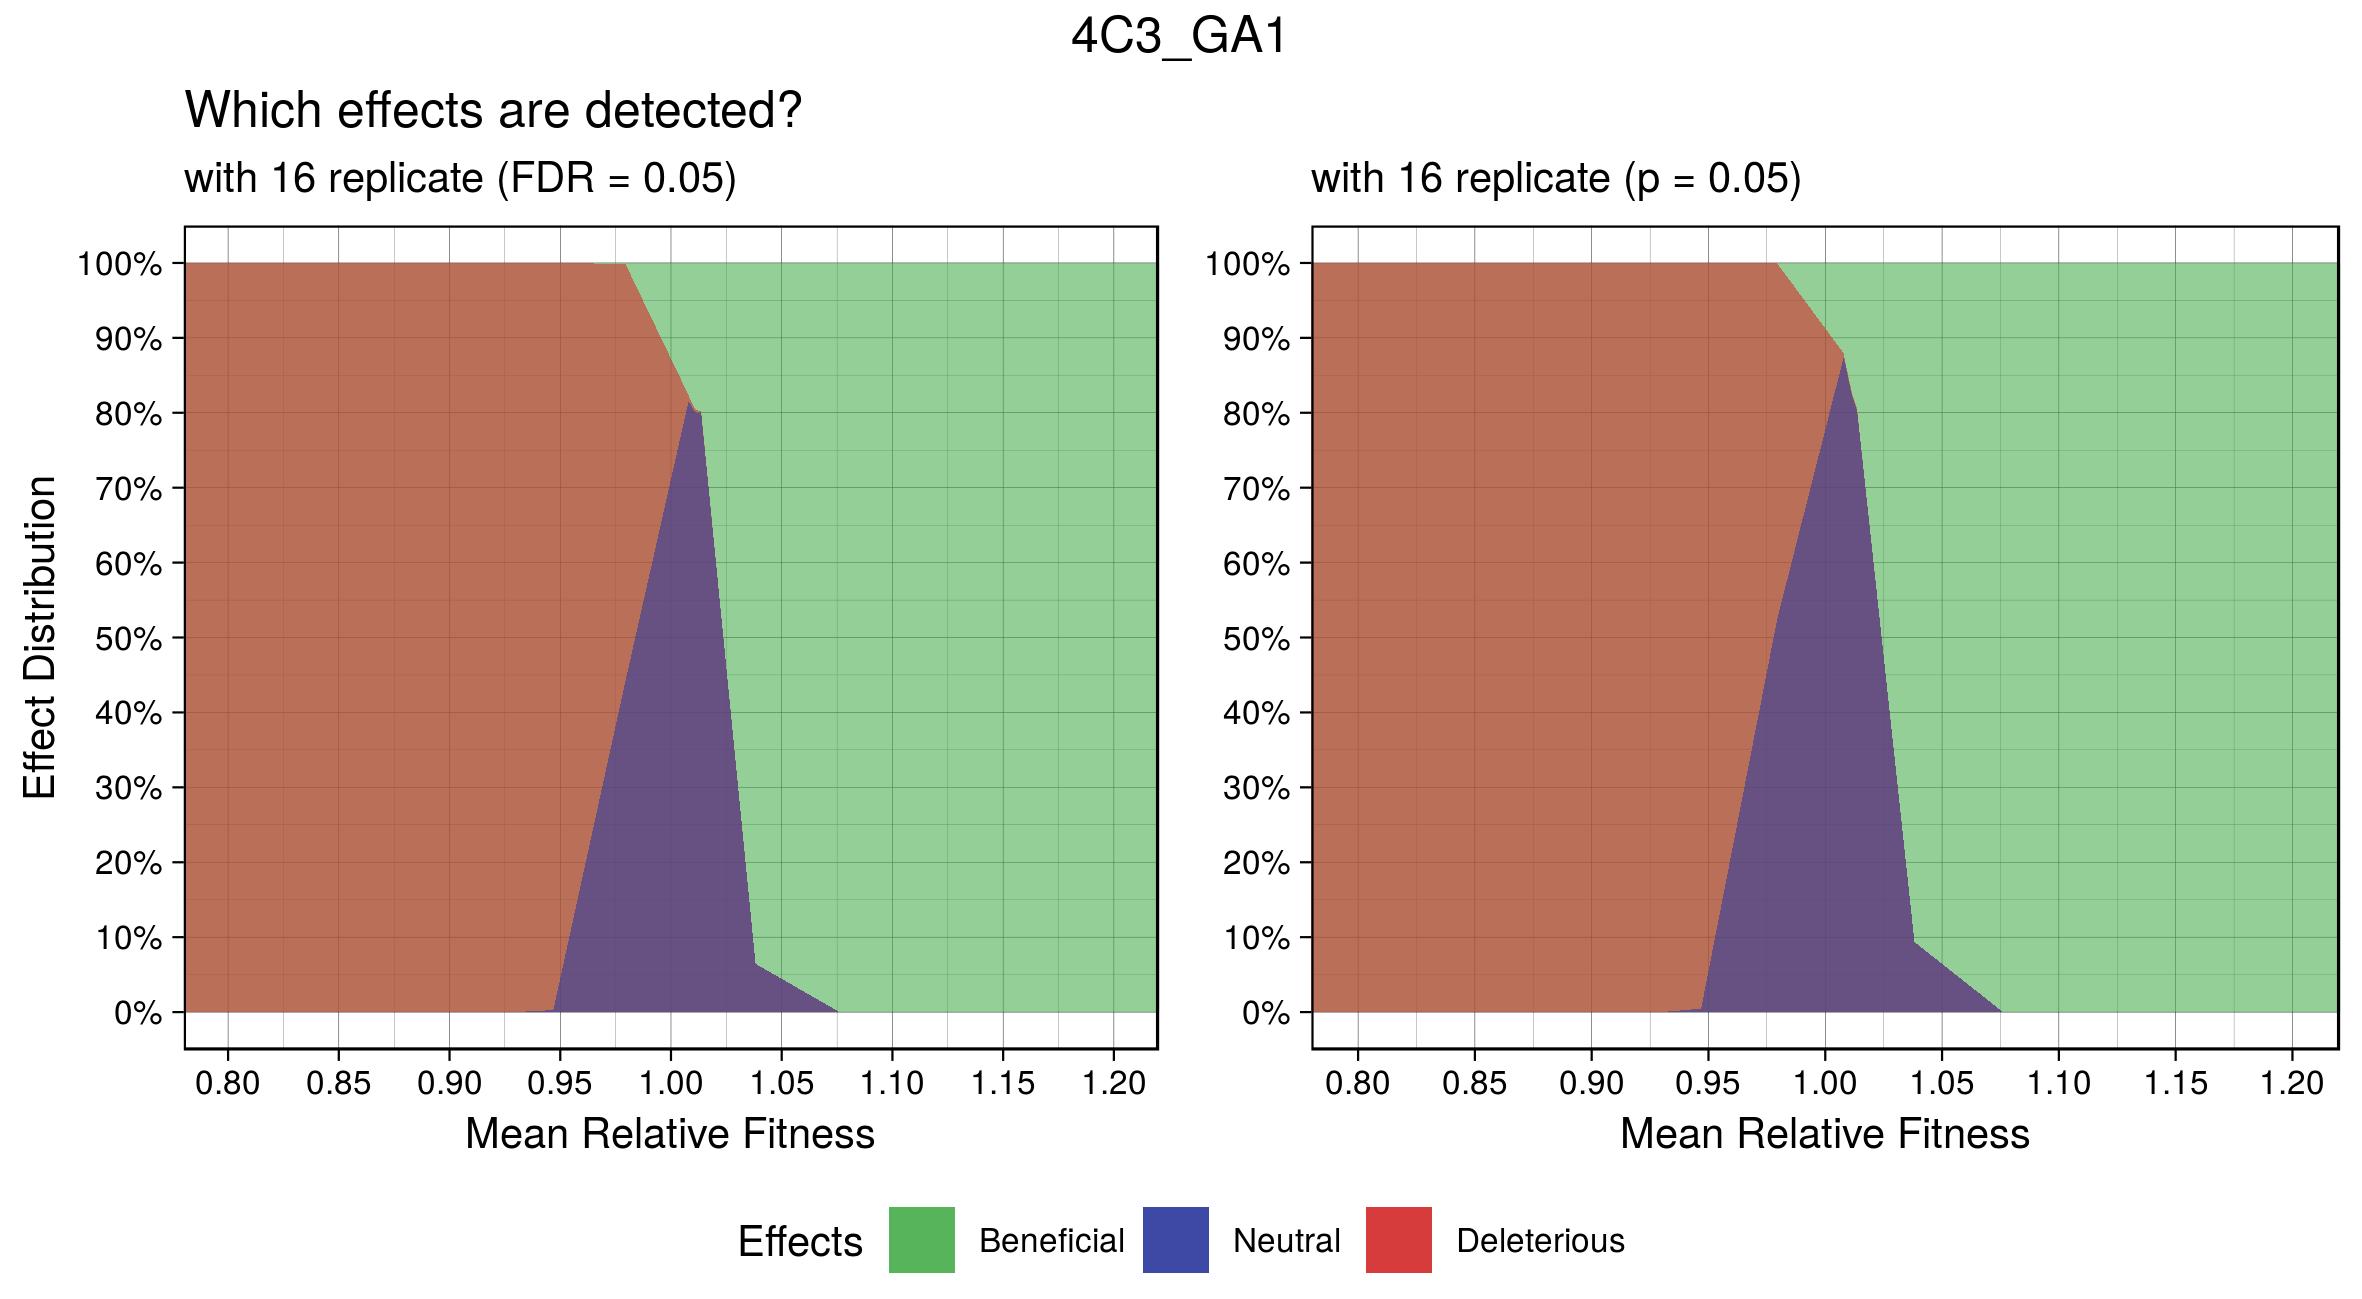 4C3_GA1
Which effects are detected?
with 16 replicate (FDR = 0.05)
with 16 replicate (p = 0.05)
Effect Distribution
100%
90%
80%
70%
60%
50%
40%
30%
20%
10%
0%
0.80 0.85 0.90 0.95 1.00 1.05 1.10 1.15 1.20
Mean Relative Fitness
100%
90%
80%
70%
60%
50%
40%
30%
20%
10%
0%
0.80 0.85 0.90 0.95 1.00 1.05 1.10 1.15 1.20
Mean Relative Fitness
Effects Beneficial Neutral Deleterious